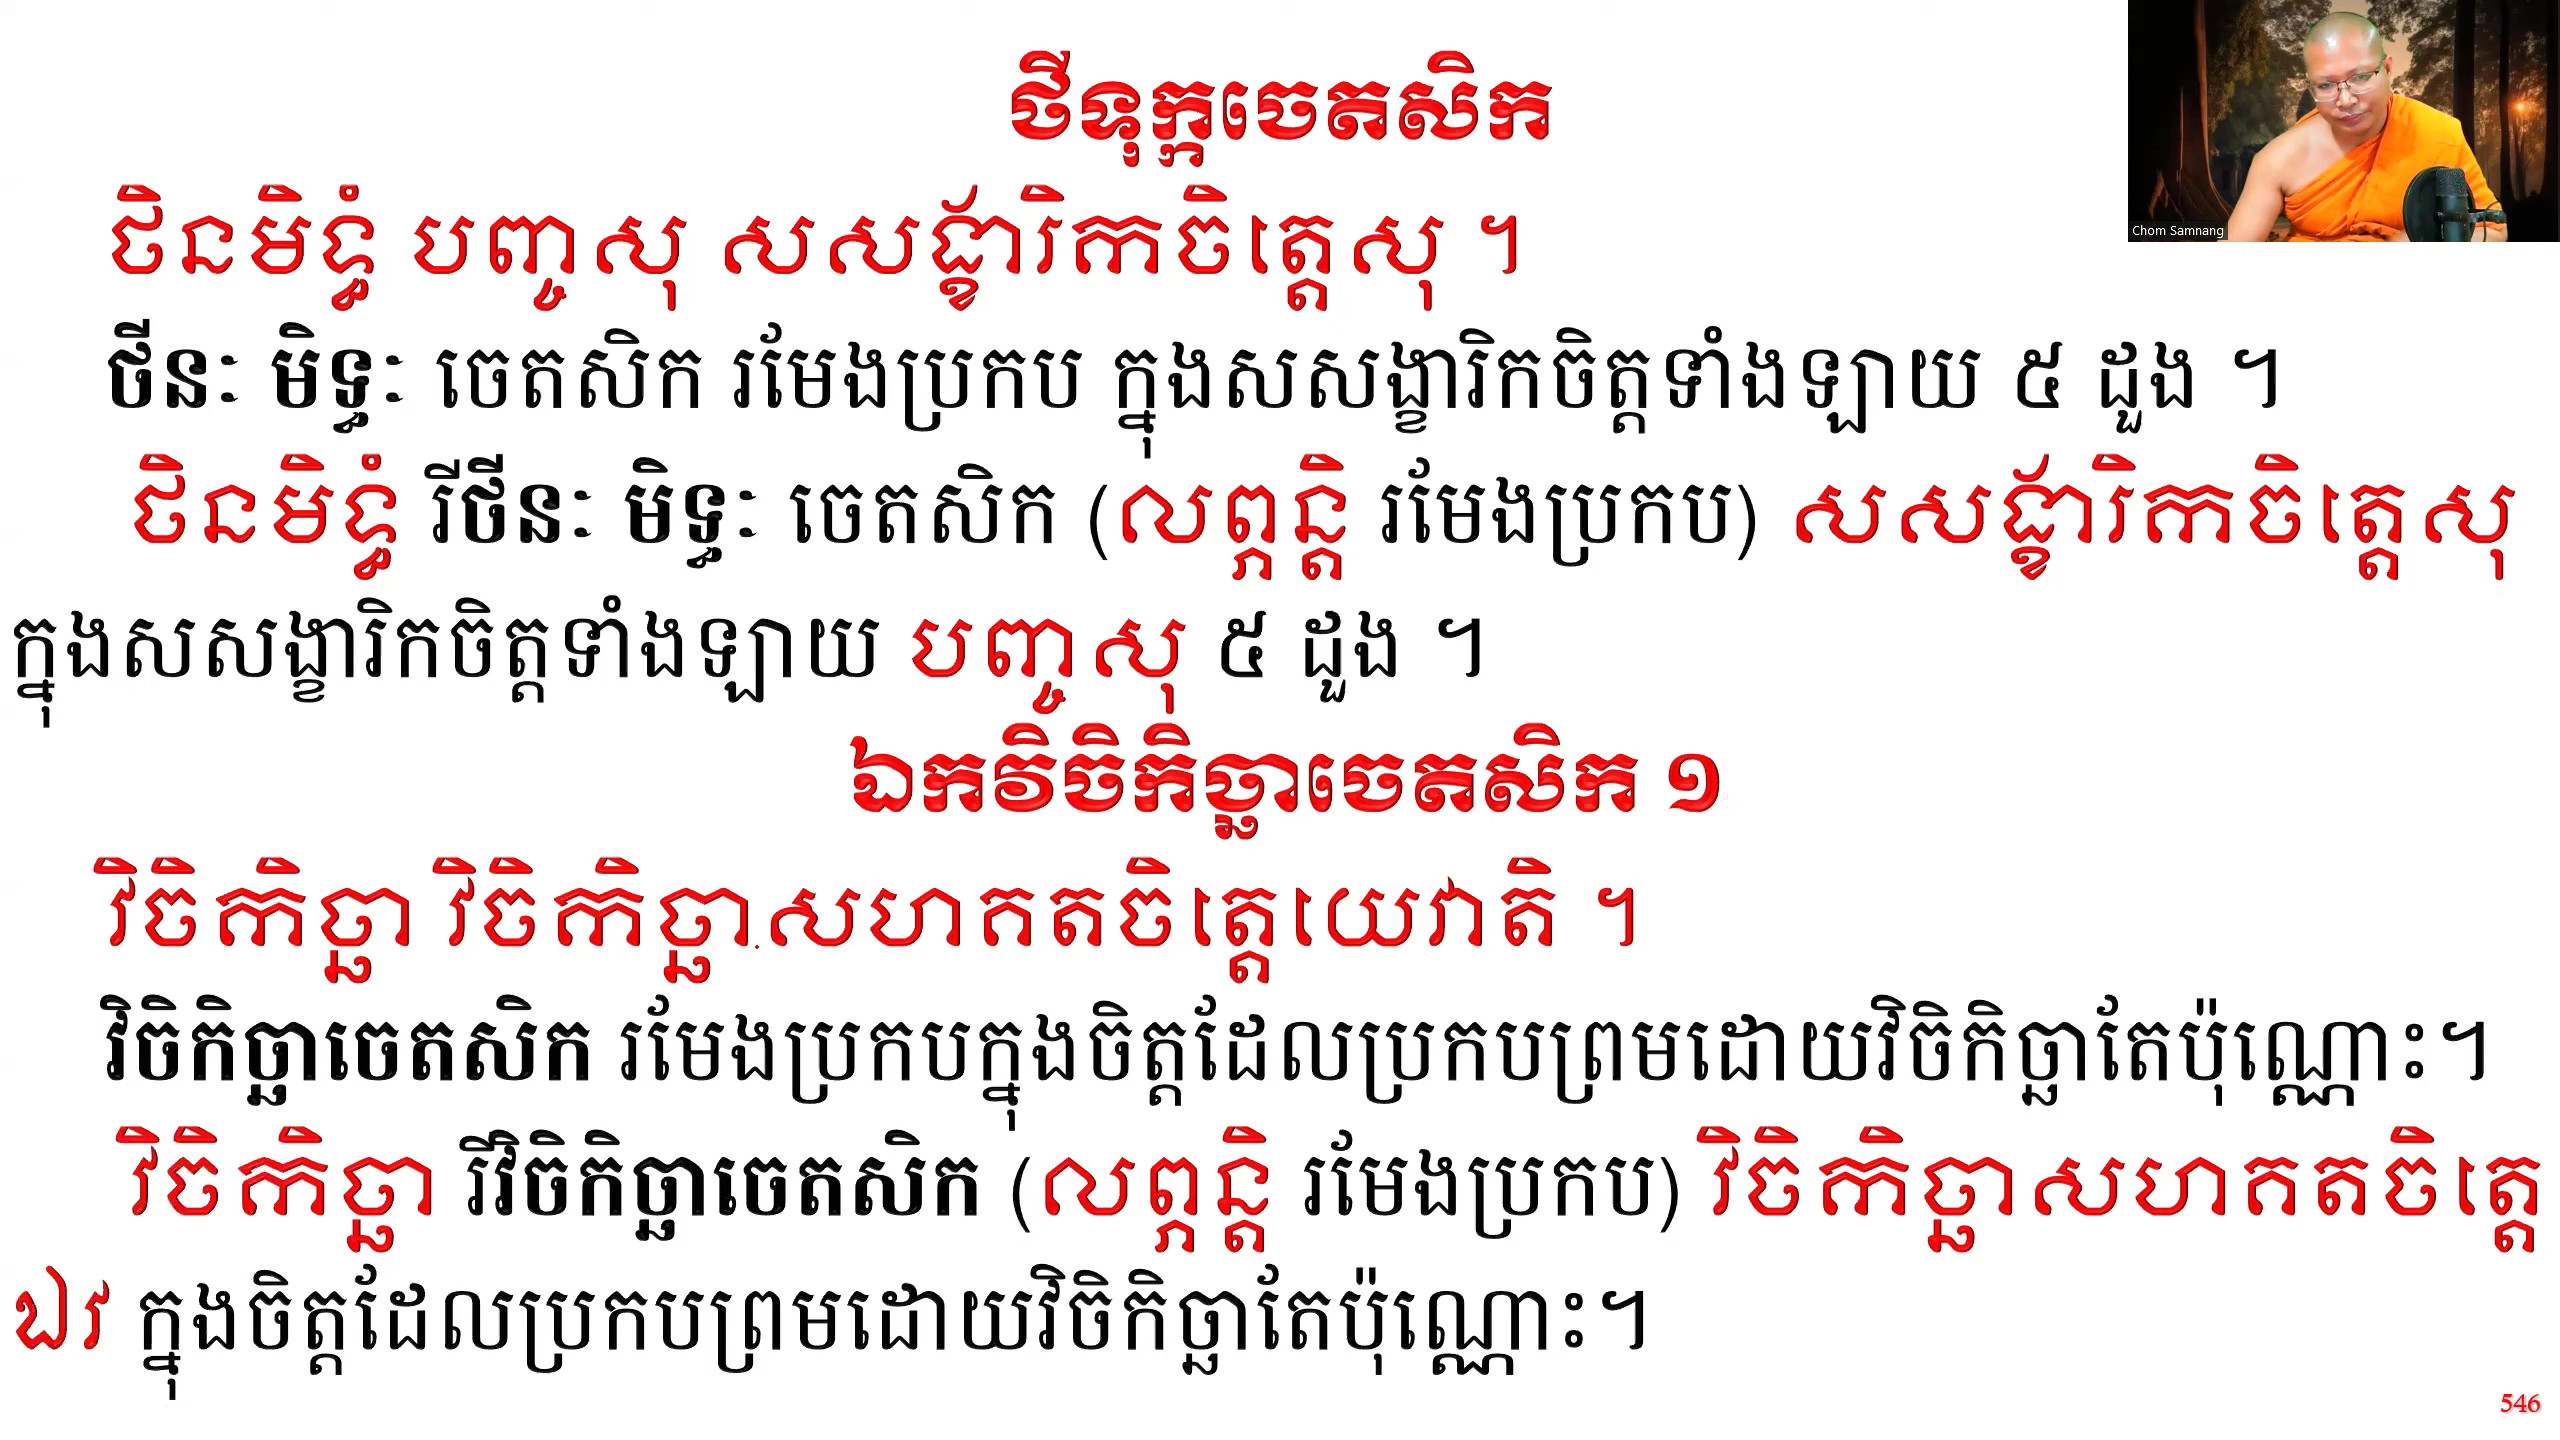 ថីទុក្កចេតសិក
Chom Samnang
ថិនមិទ្ធំ បញ្ចសុ សសង្ខារិកចិត្តេសុ ។
ថីនៈ មិទ្ធៈ ចេតសិក រមែងប្រកប ក្នុងសសង្ខារិកចិត្តទាំងឡាយ ៥ ដួង ។
ថិនមិទ្ធំ រីថីនៈ មិទ្ធៈ ចេតសិក (លព្ភន្តិ រមែងប្រកប) សសង្ខារិកចិត្តេសុ
ក្នុងសសង្ខារិកចិត្តទាំងឡាយ បញ្ចសុ ៥ ដួង ។
ឯកវិចិកិច្ឆាចេតសិក ១
វិចិកិច្ឆា វិចិកិច្ឆាសហគតចិត្តេយេវាតិ ។
វិចិកិច្ឆាចេតសិក រមែងប្រកបក្នុងចិត្តដែលប្រកបព្រមដោយវិចិកិច្ឆាតែប៉ុណ្ណោះ។
វិចិកិច្ឆា រីវិចិកិច្ឆាចេតសិក (លព្ភន្តិ រមែងប្រកប) វិចិកិច្ឆាសហគតចិត្តេ
ឯវ ក្នុងចិត្តដែលប្រកបព្រមដោយវិចិកិច្ឆាតែប៉ុណ្ណោះ។
546